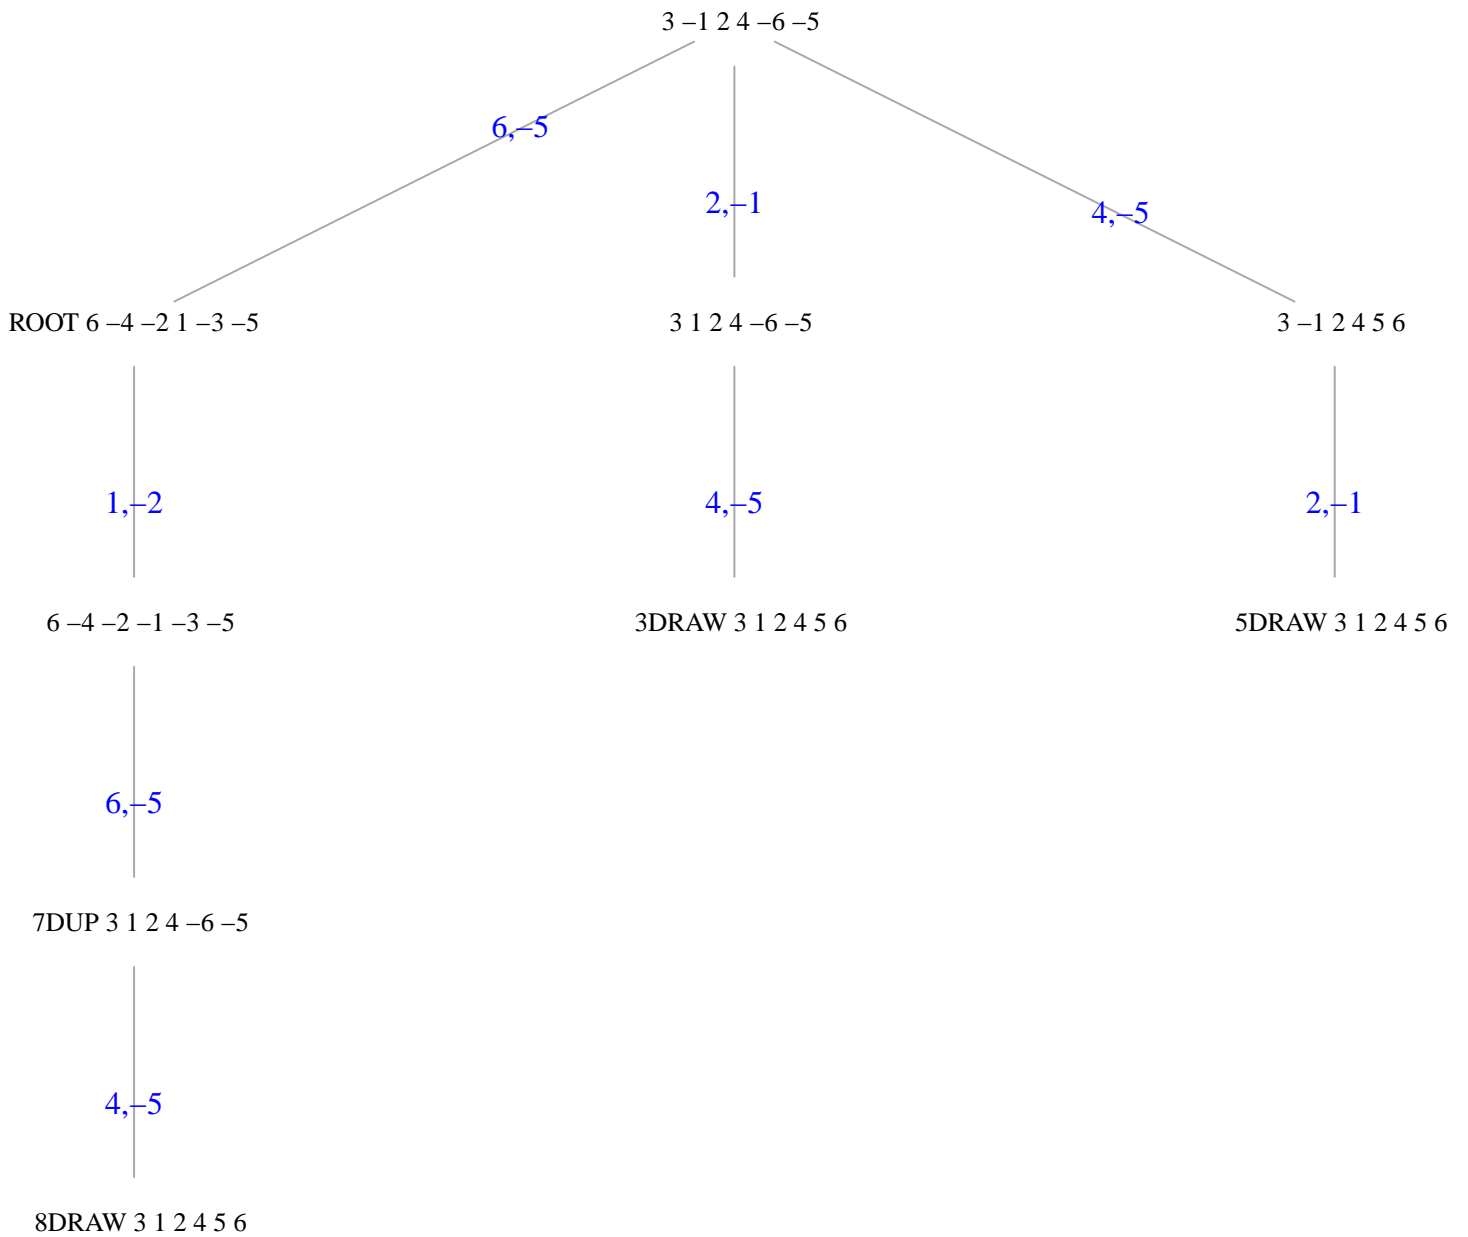 3 –1 2 4 –6 –5
6,–5
2,–1
4,–5
ROOT 6 –4 –2 1 –3 –5
3 1 2 4 –6 –5
3 –1 2 4 5 6
1,–2
4,–5
2,–1
6 –4 –2 –1 –3 –5
3DRAW 3 1 2 4 5 6
5DRAW 3 1 2 4 5 6
6,–5
7DUP 3 1 2 4 –6 –5
4,–5
8DRAW 3 1 2 4 5 6